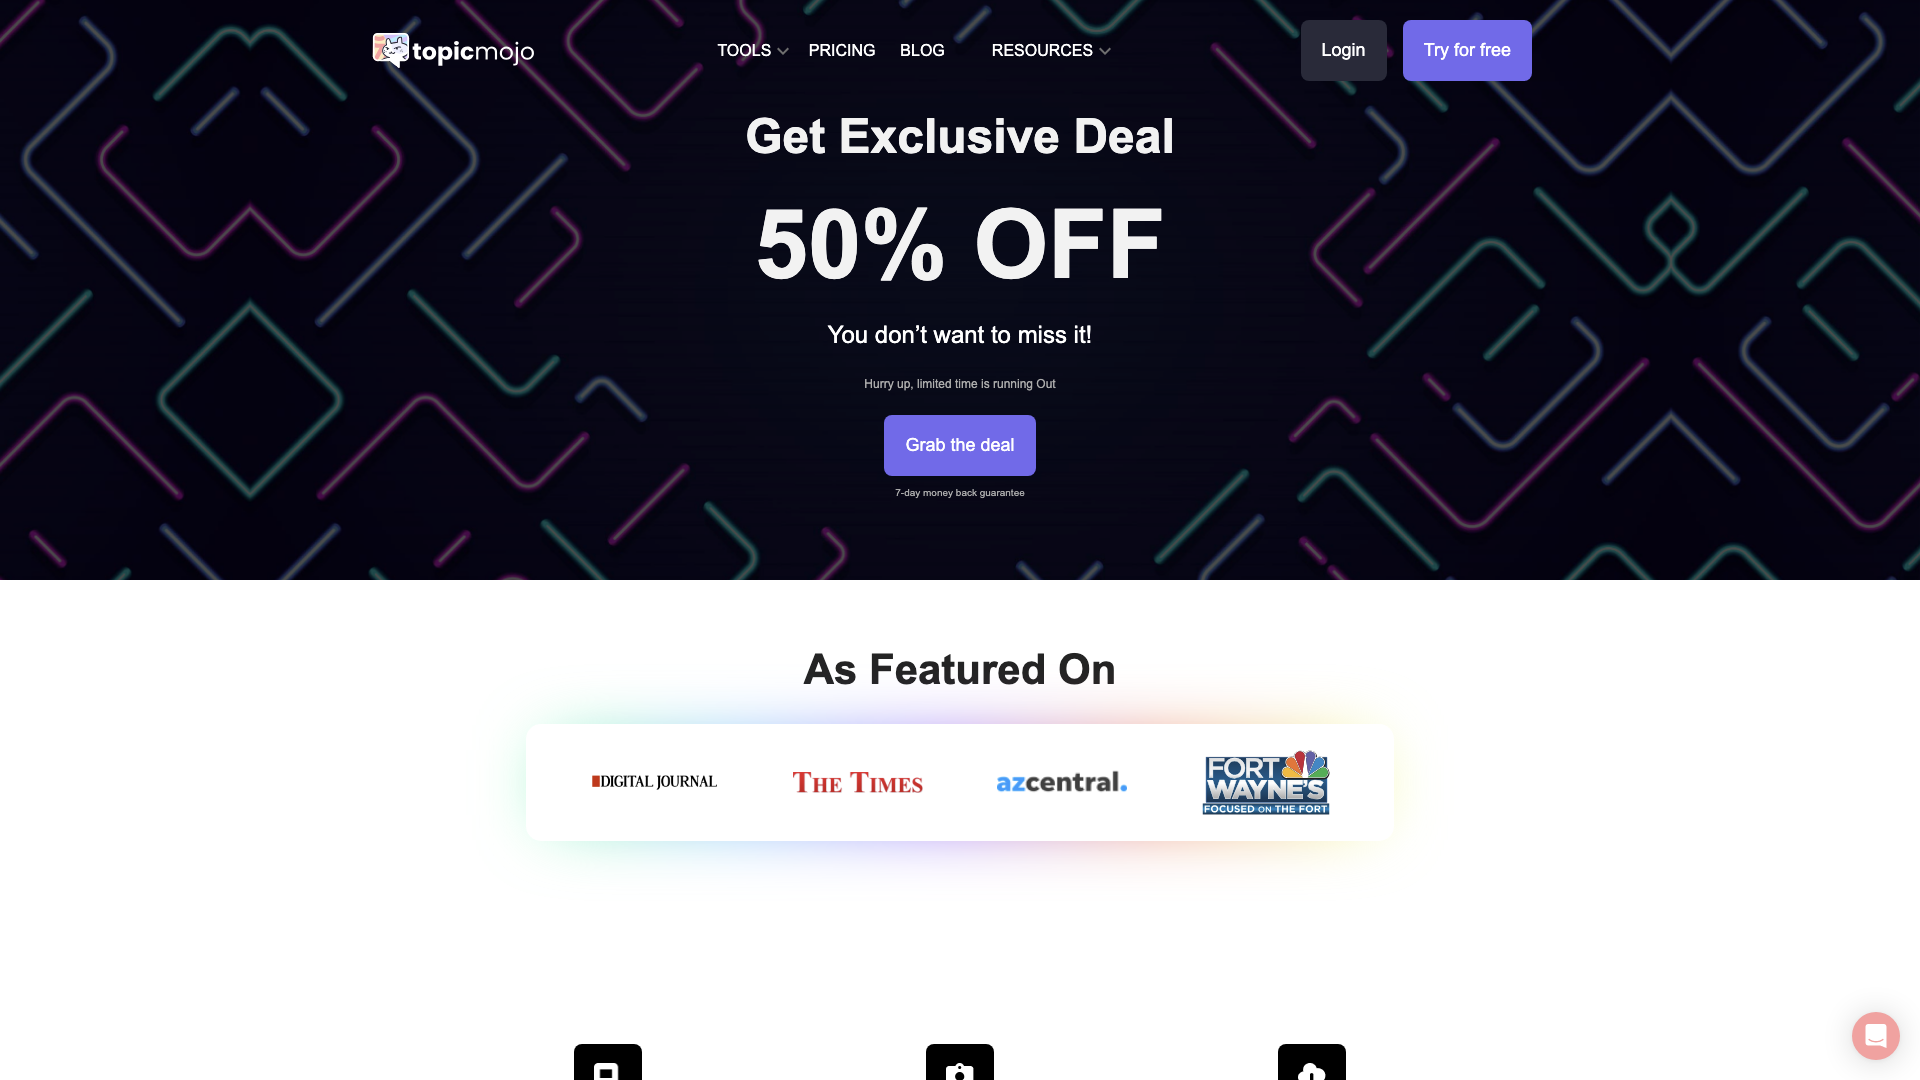 topicmojo
TOOLS
PRICING
BLOG
RESOURCES
Login
Try for free
Get Exclusive Deal
50% OFF
You don’t want to miss it!
Hurry up, limited time is running Out
Grab the deal
7-day money back guarantee
As Featured On
DIGITAL JOURNAL
THE TIMES
azcentral.
FORT
WAYNE'S
FOCUSED ON THE FORT